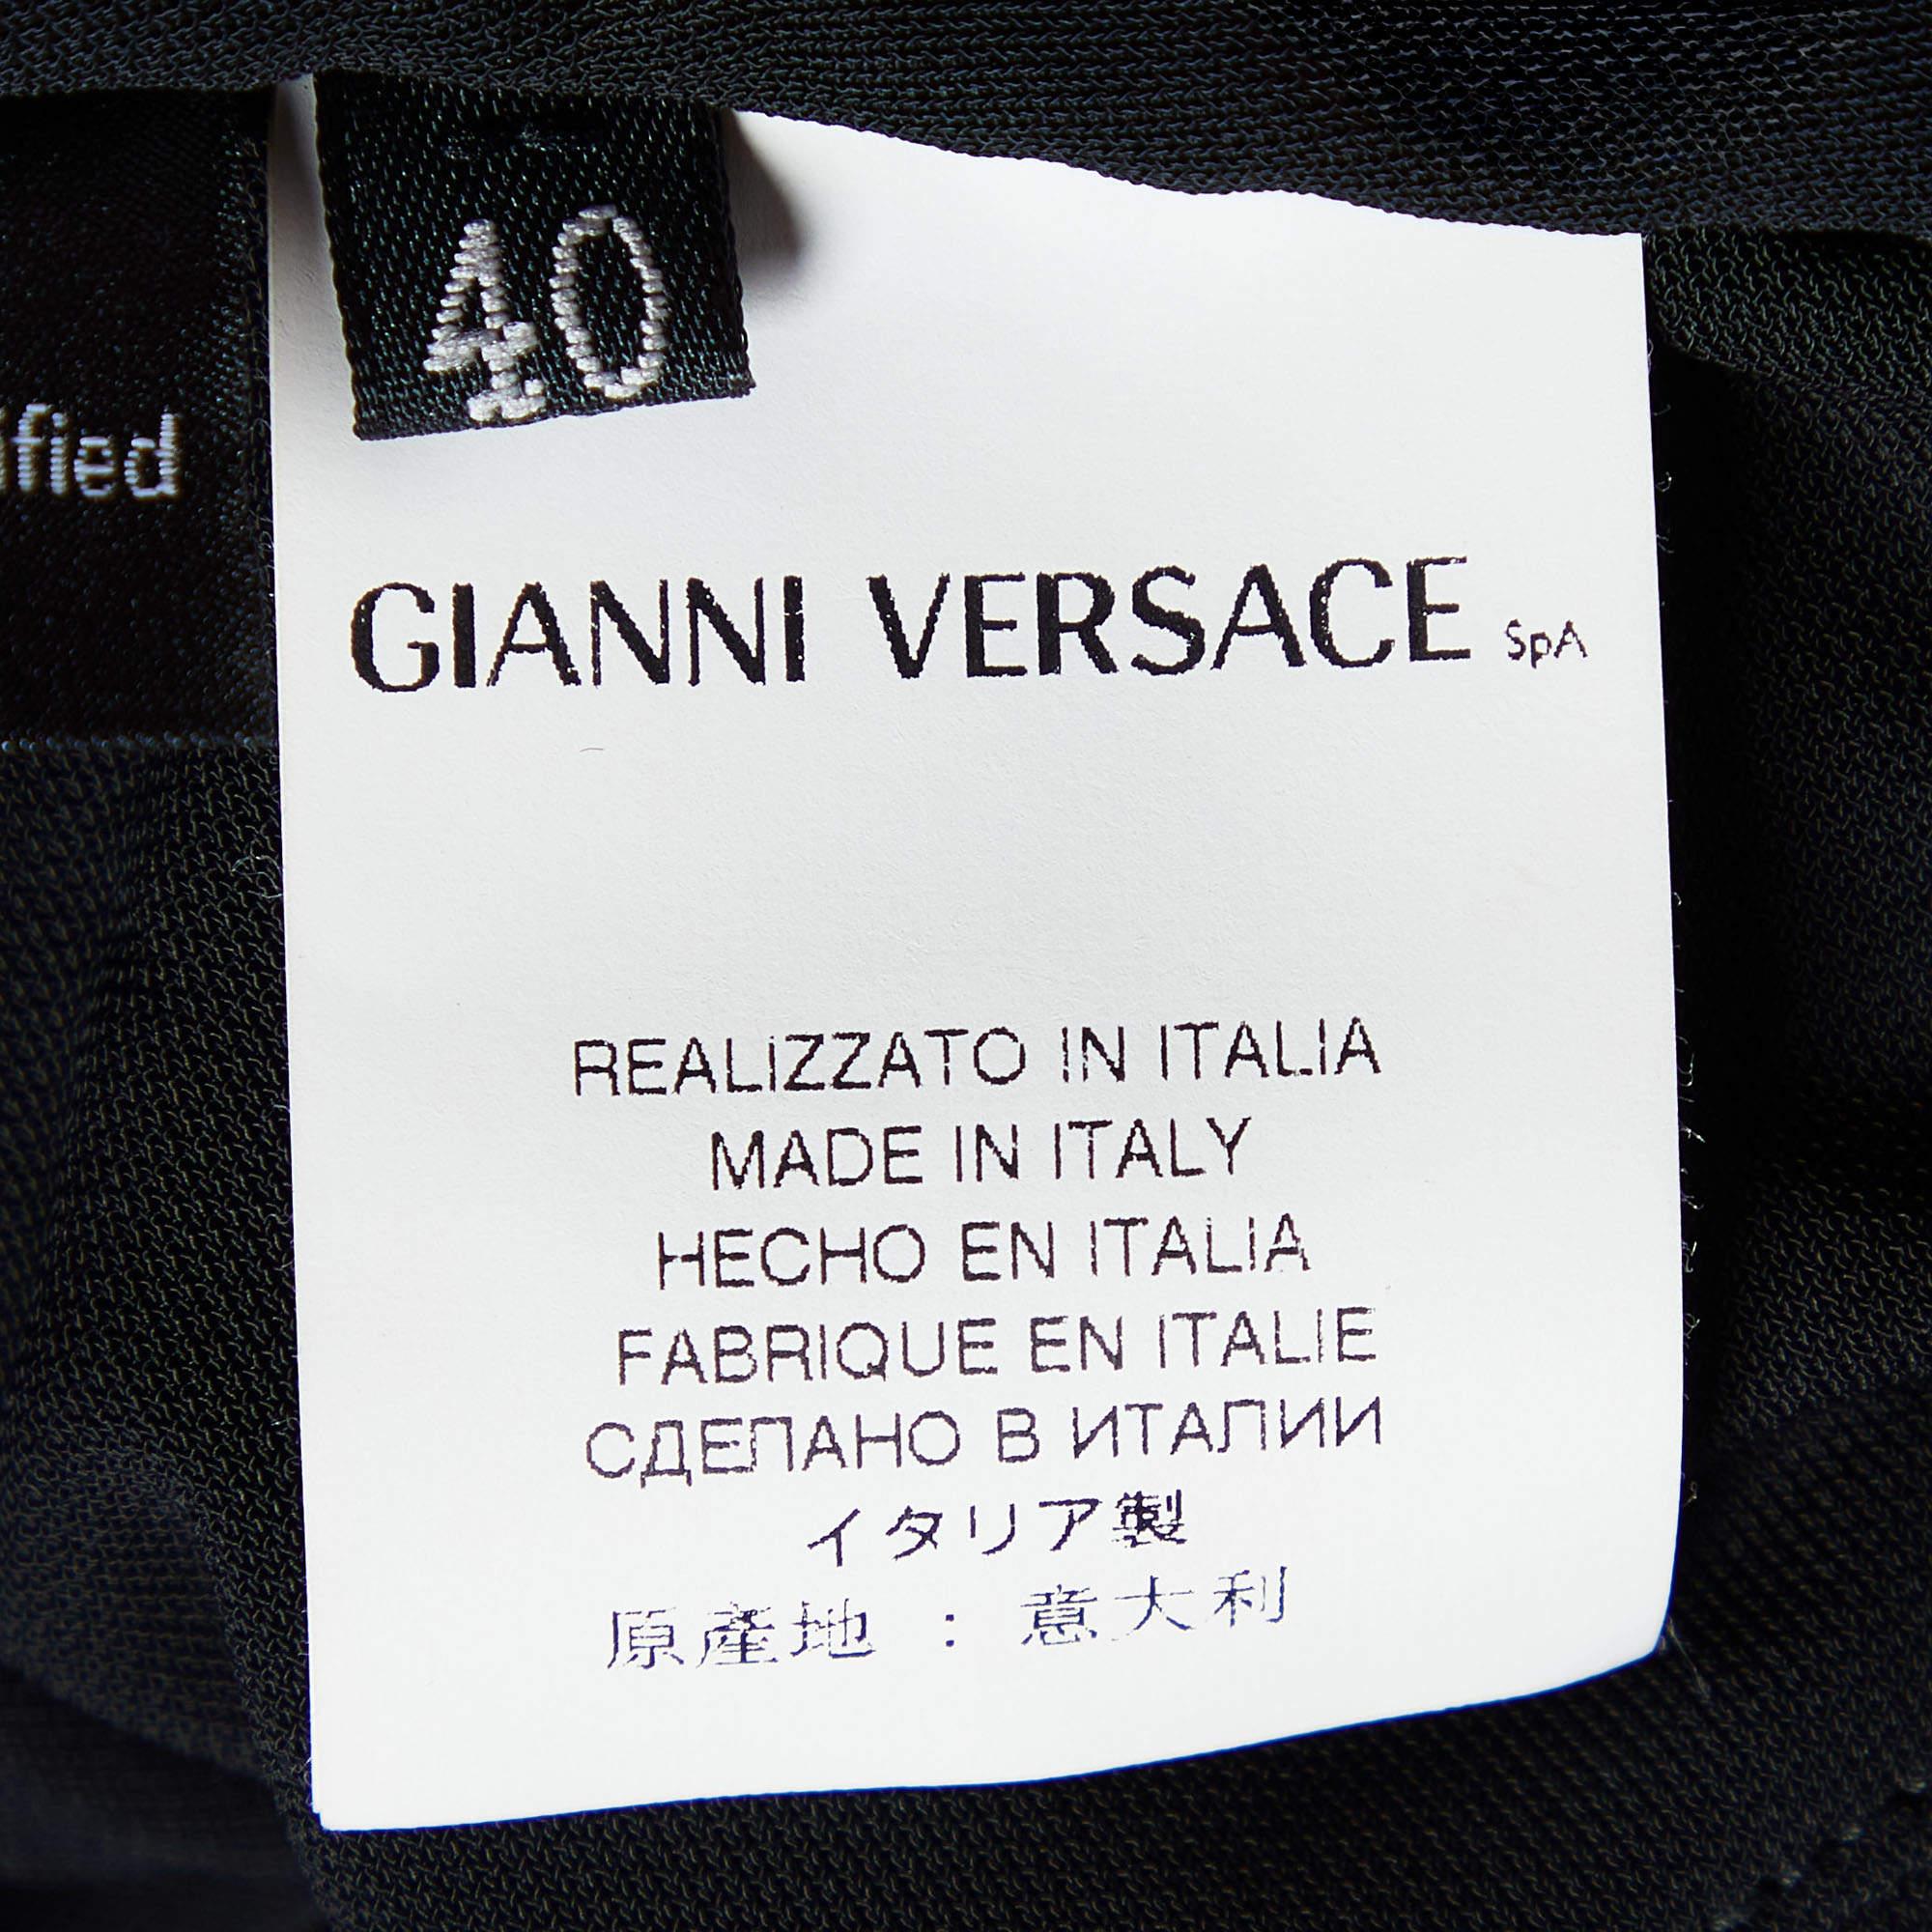 40
fied
GIANNI VERSACE SpA
REALIZZATO IN ITALIA
MADE IN ITALY
HECHO EN ITALIA
FABRIQUE EN ITALIE
СДЕЛАНО В ИТАЛИИ
イタリア製
原產地 : 意大利